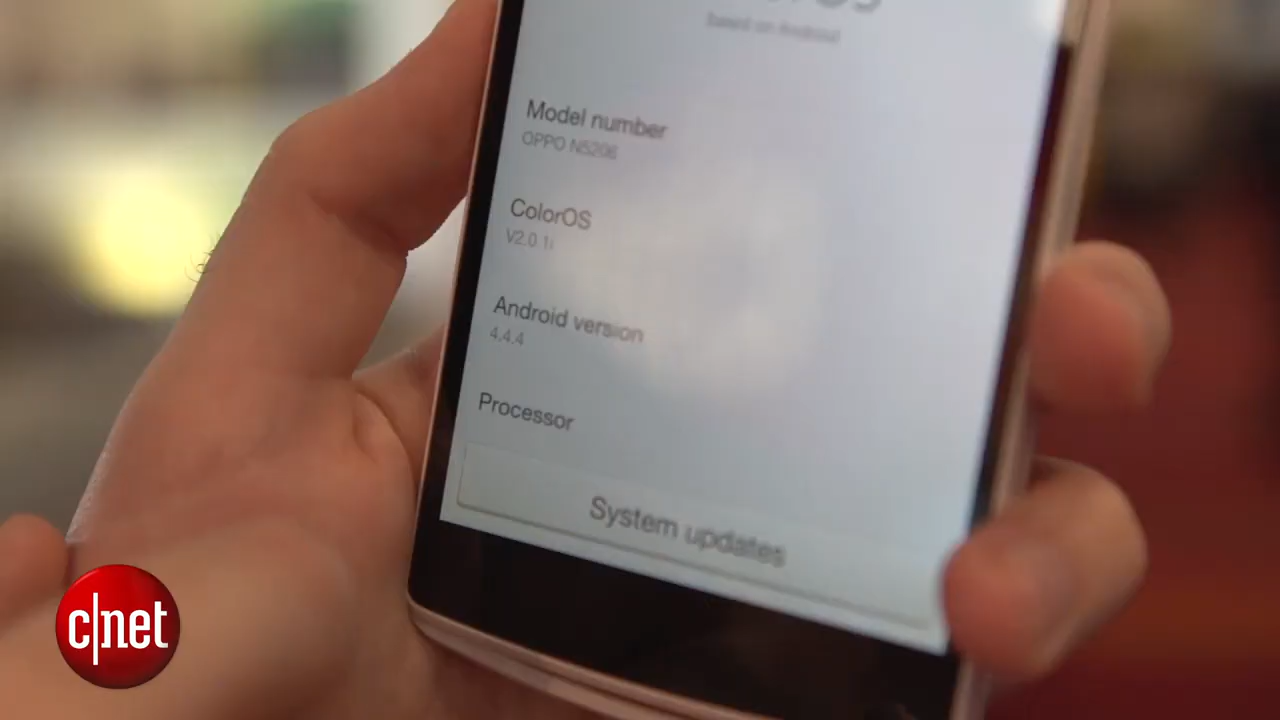 based on Android
Model number
OPPO N5206
ColorOS
V2.0.1i
Android version
4.4.4
Processor
System updates
c|net